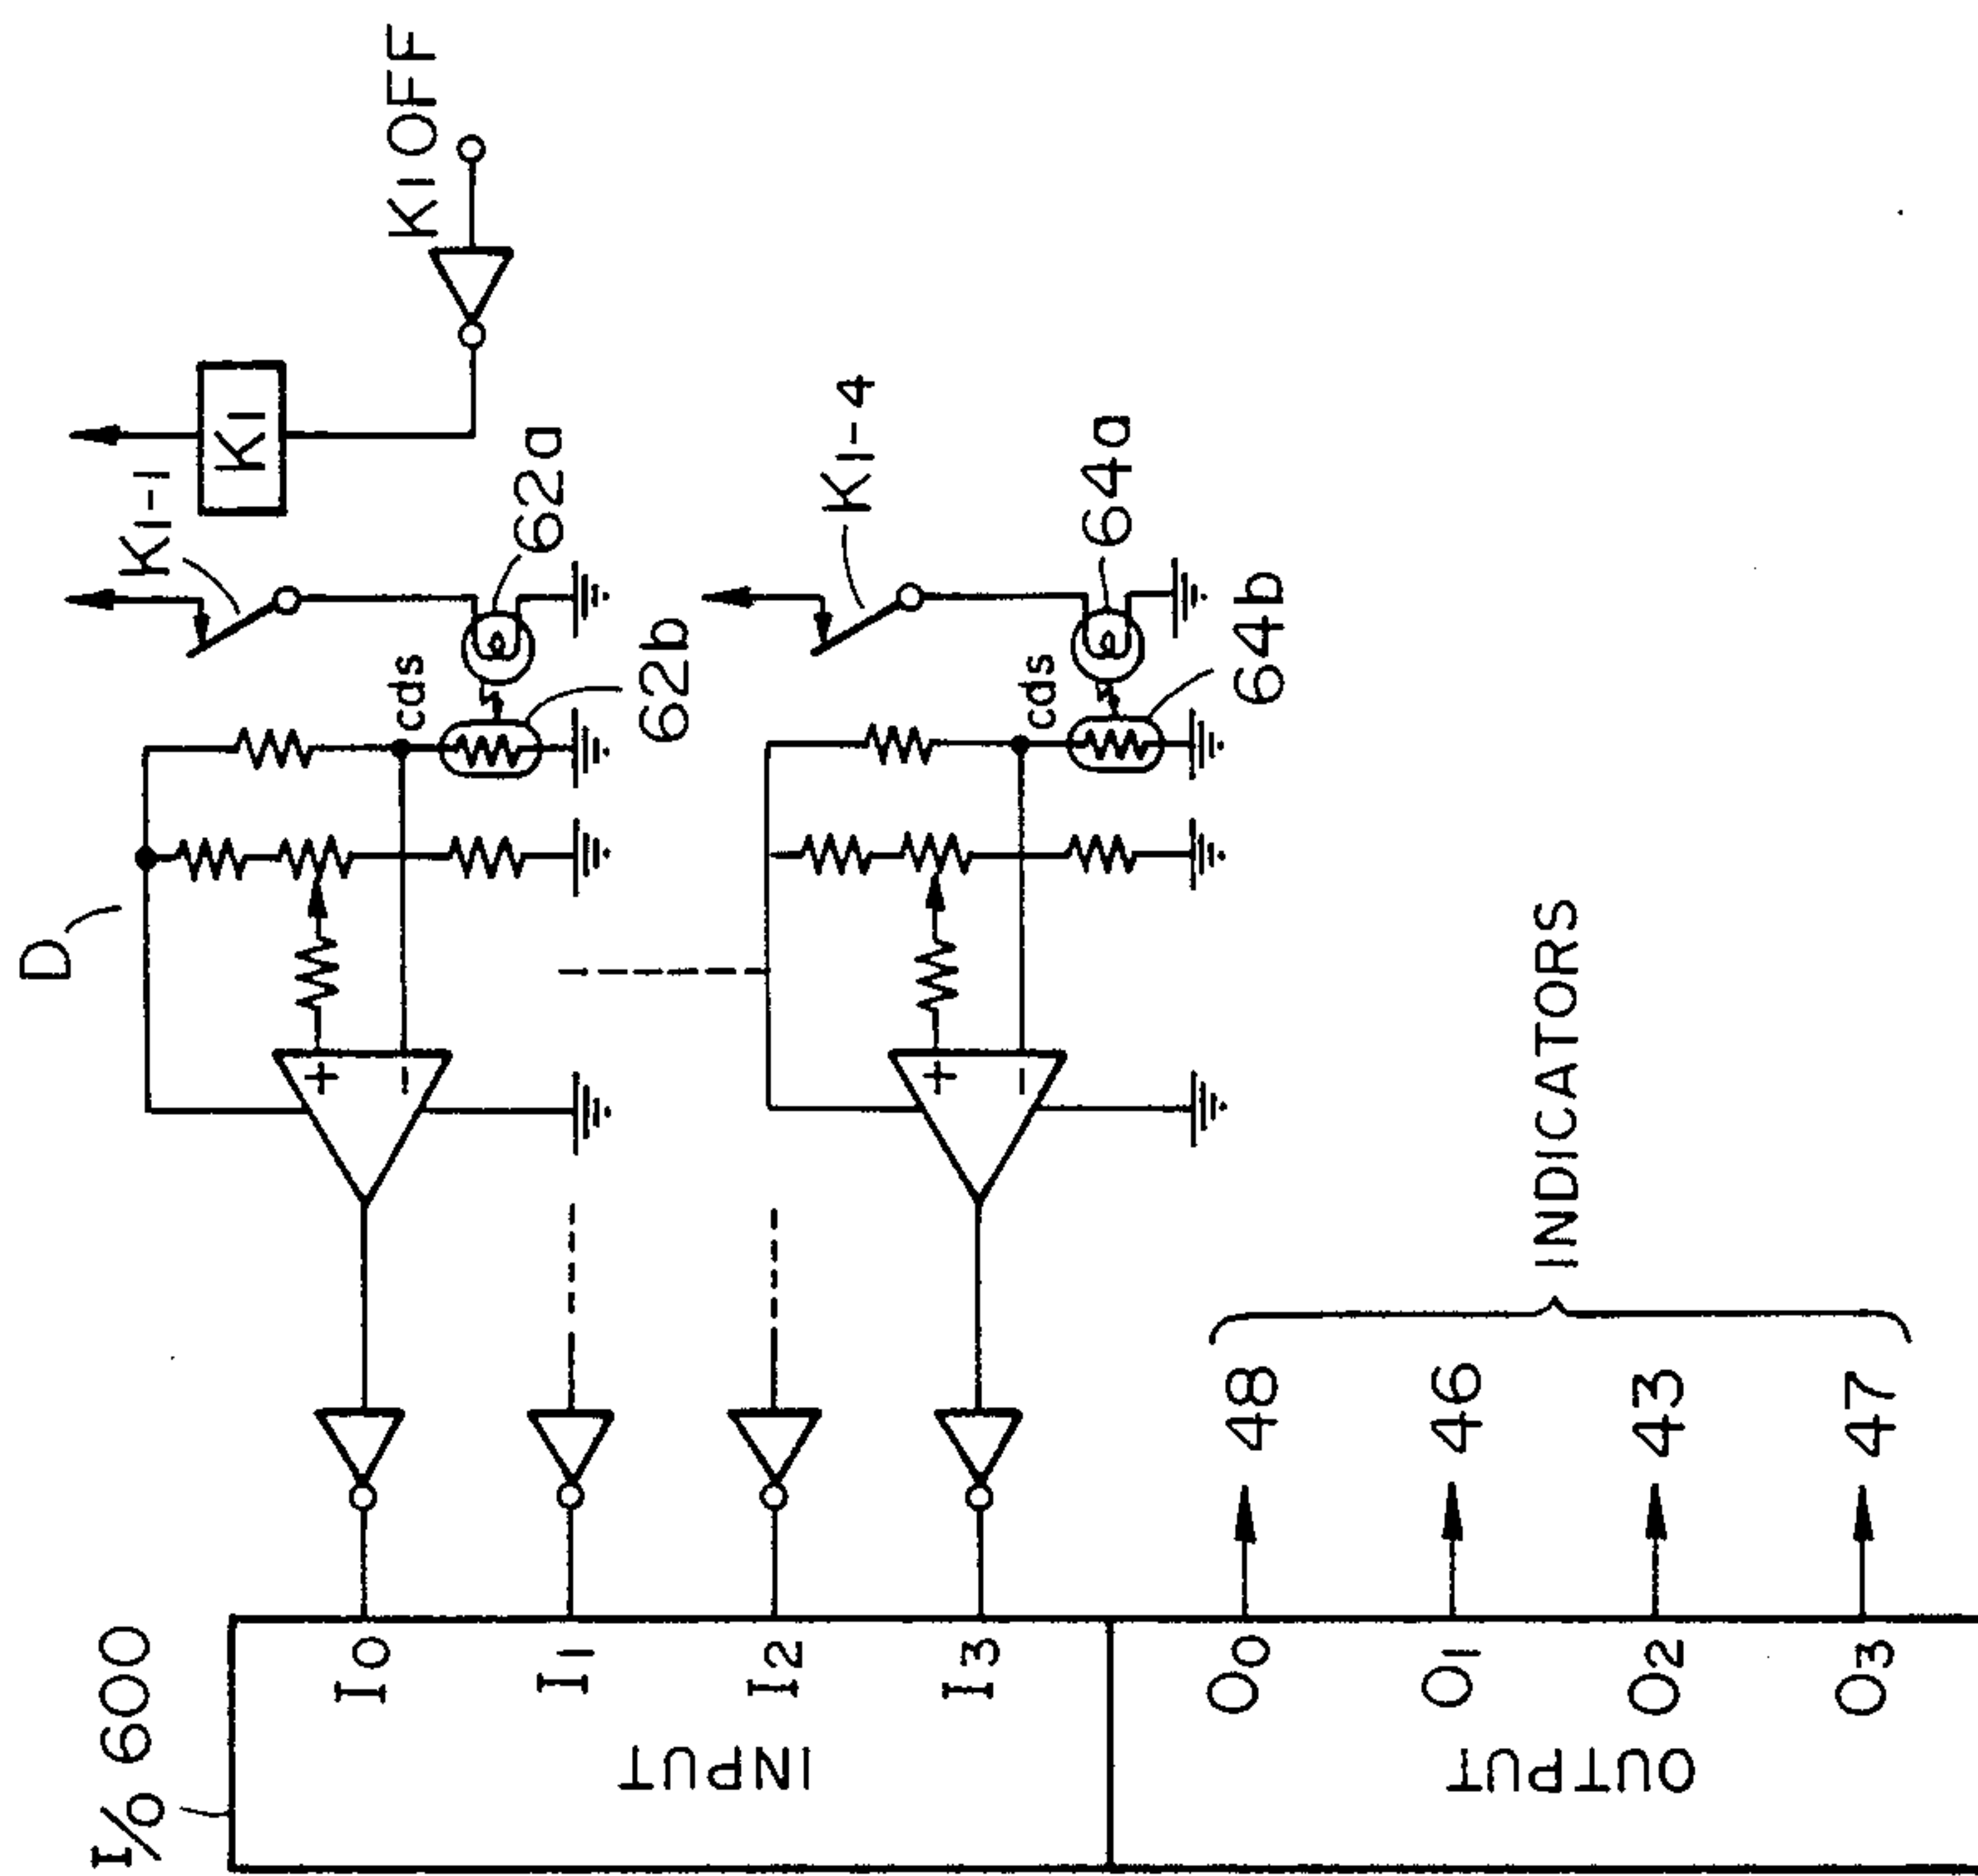 I/O 600
INPUT
I0
I1
I2
I3
OUTPUT
O0
O1
O2
O3
48
46
43
47
INDICATORS
D
+
-
cds
62b
62a
K1-1
K1
K1 OFF
+
-
cds
64b
64a
K1-4